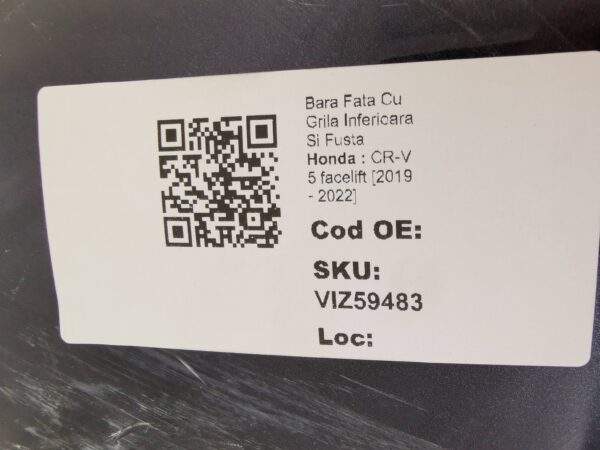 Bara Fata Cu
Grila Infericara
Si Fusta
Honda : CR-V
5 facelift [2019
- 2022]
Cod OE:
SKU:
VIZ59483
Loc: